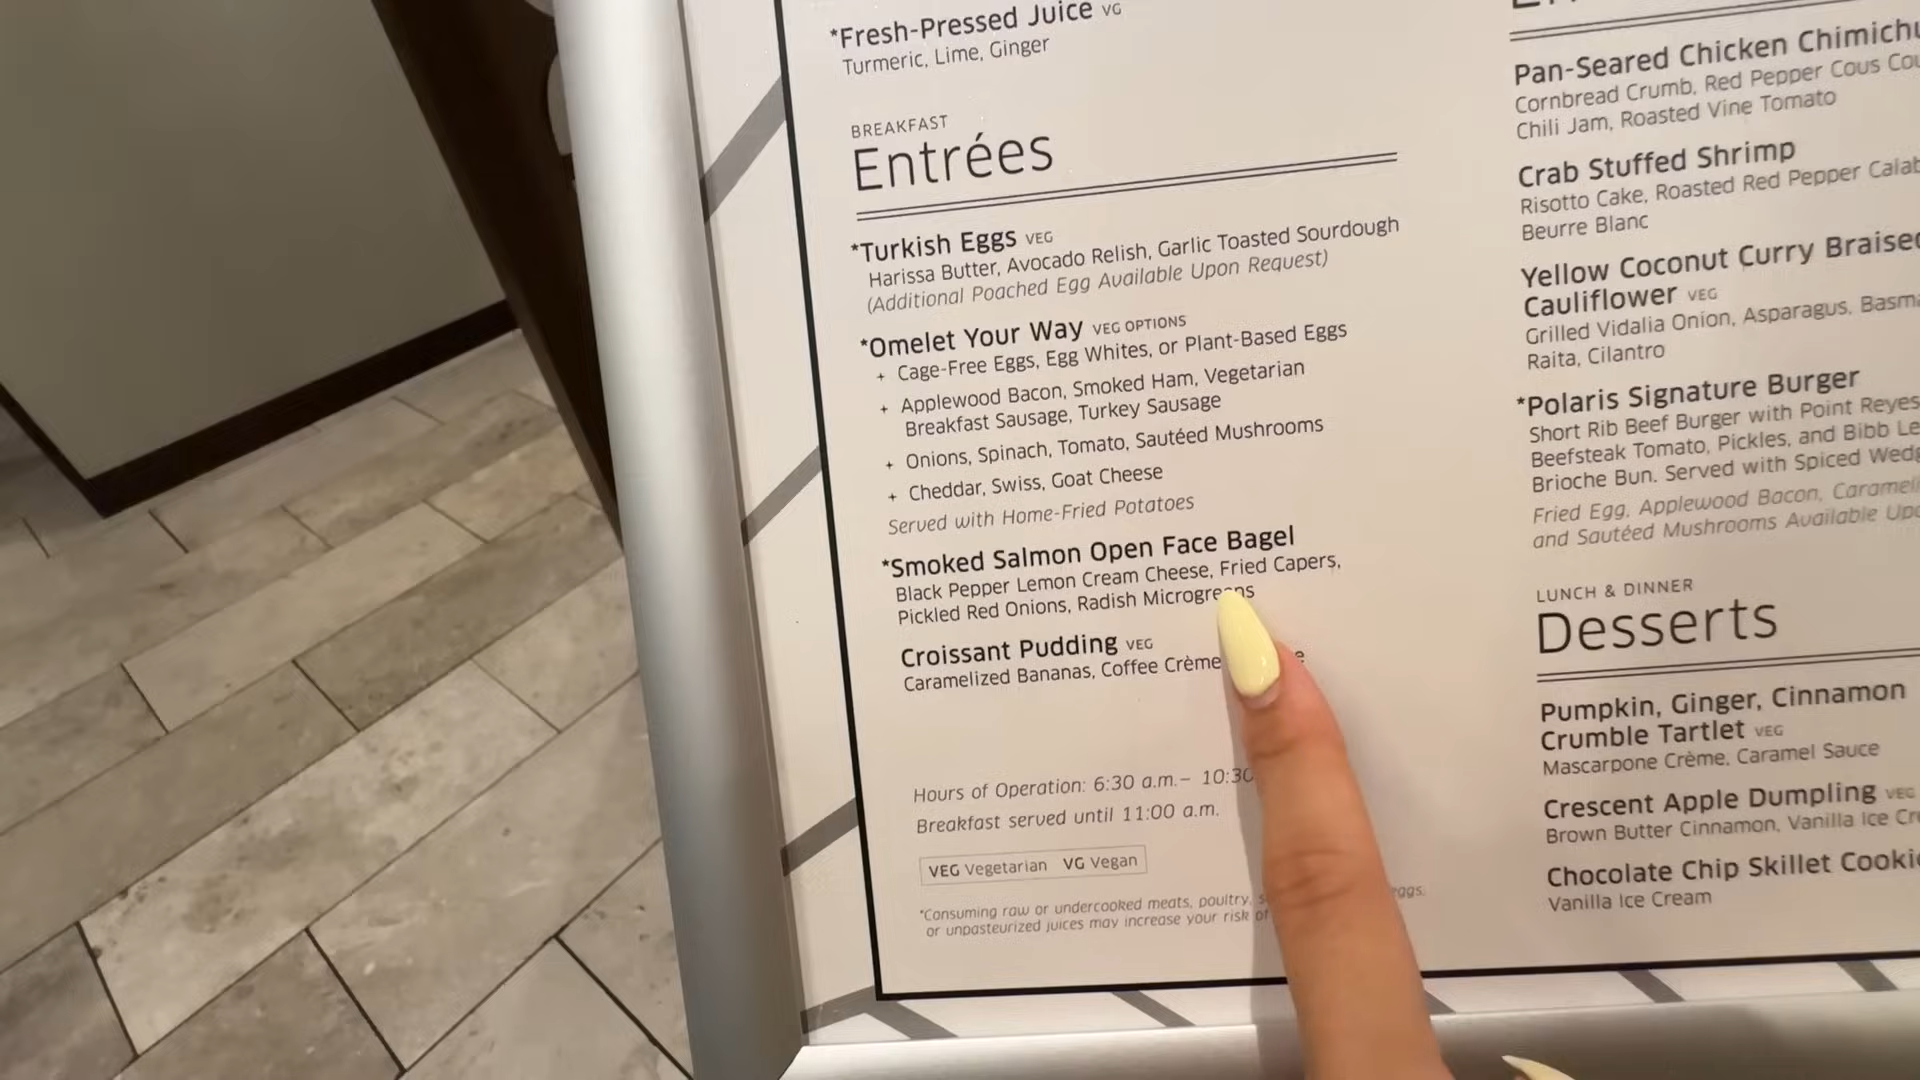 *Fresh-Pressed Juice VG
Turmeric, Lime, Ginger
BREAKFAST
Entrées
*Turkish Eggs VEG
Harissa Butter, Avocado Relish, Garlic Toasted Sourdough
(Additional Poached Egg Available Upon Request)
*Omelet Your Way VEG OPTIONS
+ Cage-Free Eggs, Egg Whites, or Plant-Based Eggs
+ Applewood Bacon, Smoked Ham, Vegetarian
Breakfast Sausage, Turkey Sausage
+ Onions, Spinach, Tomato, Sautéed Mushrooms
+ Cheddar, Swiss, Goat Cheese
Served with Home-Fried Potatoes
*Smoked Salmon Open Face Bagel
Black Pepper Lemon Cream Cheese, Fried Capers,
Pickled Red Onions, Radish Microgreens
Croissant Pudding VEG
Caramelized Bananas, Coffee Crème
Hours of Operation: 6:30 a.m.– 10:30
Breakfast served until 11:00 a.m.
VEG Vegetarian VG Vegan
*Consuming raw or undercooked meats, poultry,
or unpasteurized juices may increase your risk of
Pan-Seared Chicken
Cornbread Crumb, Red Pepper Cous
Chili Jam, Roasted Vine Tomato
Crab Stuffed Shrimp
Risotto Cake, Roasted Red Pepper
Beurre Blanc
Yellow Coconut Curry Braised
Cauliflower VEG
Grilled Vidalia Onion, Asparagus,
Raita, Cilantro
*Polaris Signature Burger
Short Rib Beef Burger with Point Reyes
Beefsteak Tomato, Pickles, and Bibb
Brioche Bun. Served with Spiced
Fried Egg, Applewood Bacon,
and Sautéed Mushrooms Available
LUNCH & DINNER
Desserts
Pumpkin, Ginger, Cinnamon
Crumble Tartlet VEG
Mascarpone Crème, Caramel Sauce
Crescent Apple Dumpling VEG
Brown Butter Cinnamon, Vanilla Ice
Chocolate Chip Skillet
Vanilla Ice Cream